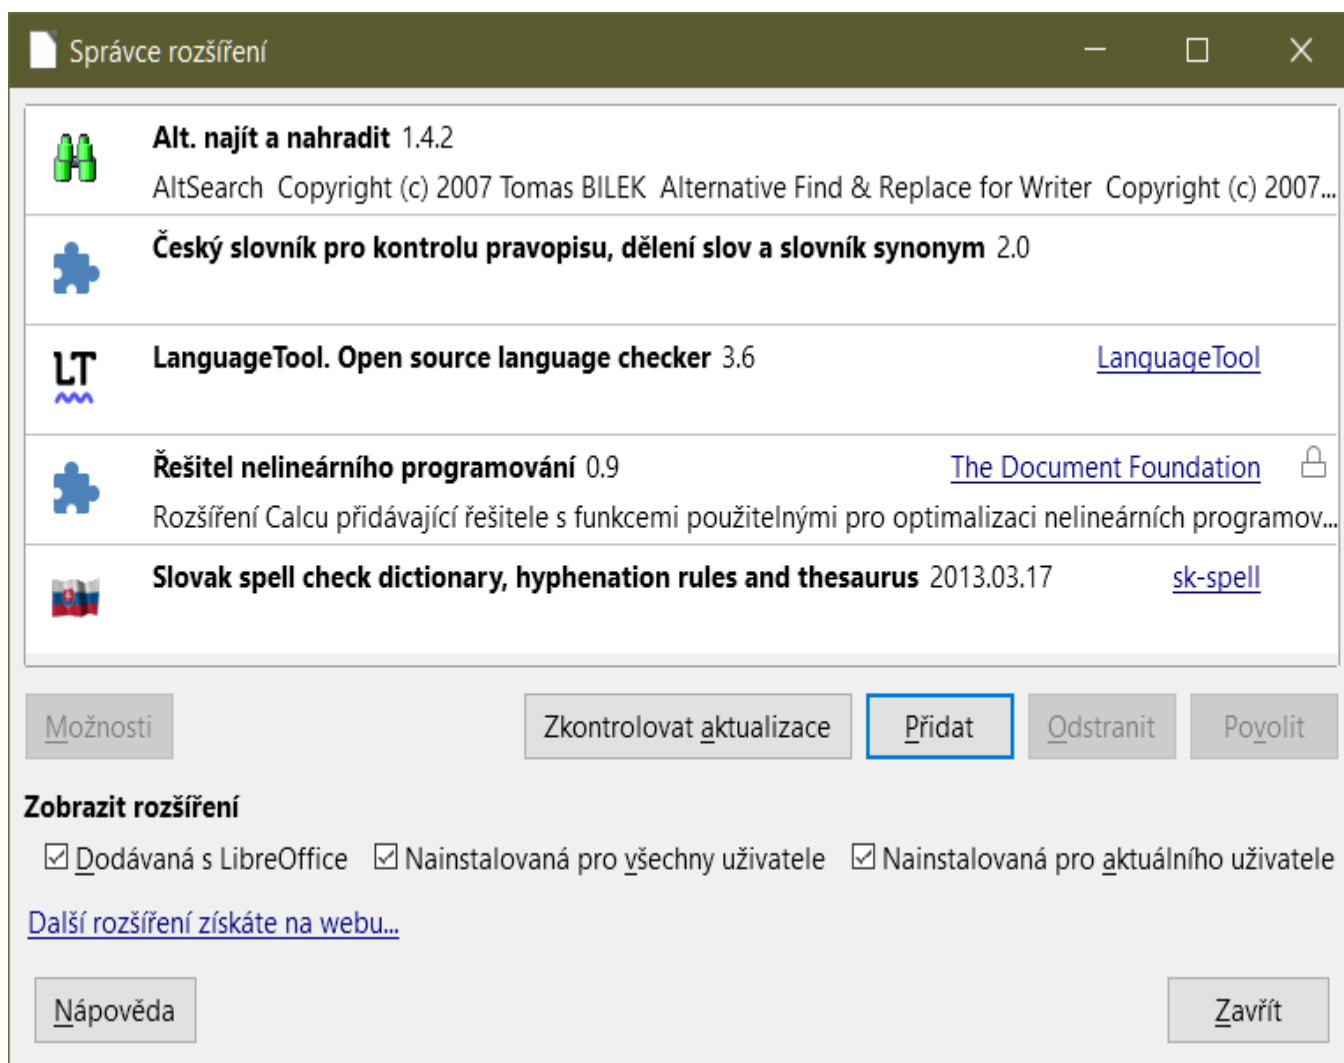 Správce rozšíření
Alt. najít a nahradit 1.4.2
AltSearch Copyright (c) 2007 Tomas BILEK Alternative Find & Replace for Writer Copyright (c) 2007...
Český slovník pro kontrolu pravopisu, dělení slov a slovník synonym 2.0
LT
LanguageTool. Open source language checker 3.6 LanguageTool
Řešitel nelineárního programování 0.9 The Document Foundation
Rozšíření Calcu přidávající řešitele s funkcemi použitelnými pro optimalizaci nelineárních programov...
Slovak spell check dictionary, hyphenation rules and thesaurus 2013.03.17 sk-spell
Možnosti Zkontrolovat aktualizace Přidat Odstranit Povolit
Zobrazit rozšíření
Dodávaná s LibreOffice Nainstalovaná pro všechny uživatele Nainstalovaná pro aktuálního uživatele
Další rozšíření získáte na webu...
Nápověda Zavřít